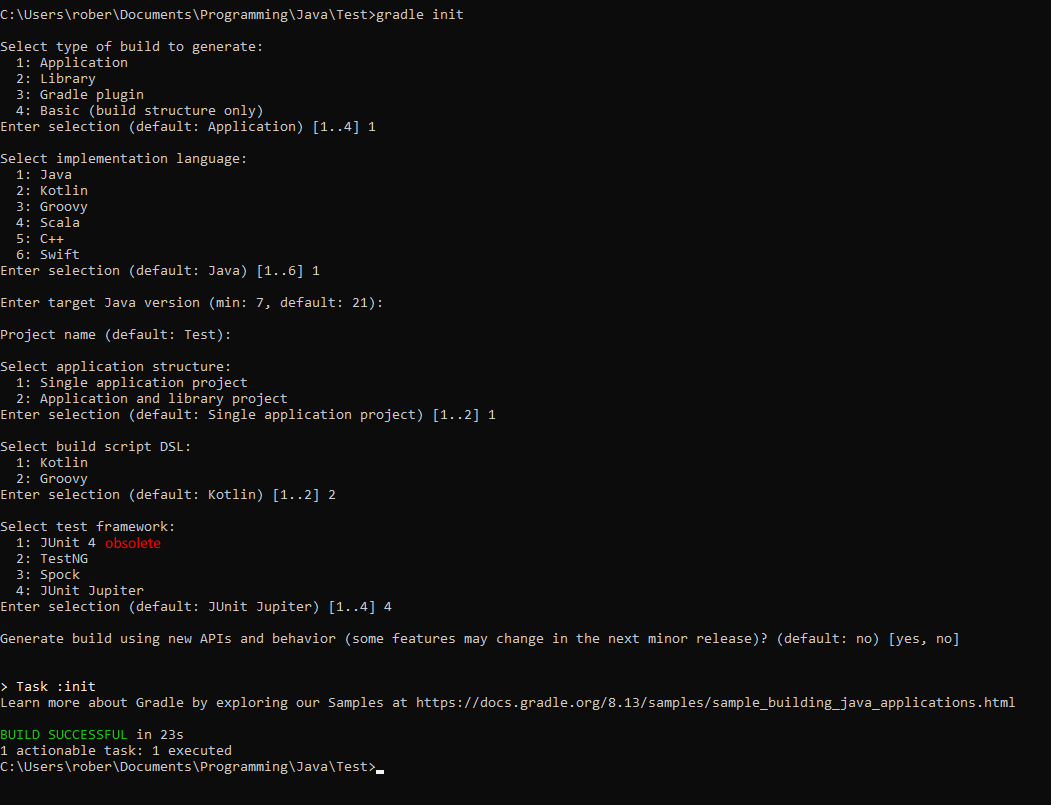 C:\Users\rober\Documents\Programming\Java\Test>gradle init
Select type of build to generate:
1: Application
2: Library
3: Gradle plugin
4: Basic (build structure only)
Enter selection (default: Application) [1..4] 1
Select implementation language:
1: Java
2: Kotlin
3: Groovy
4: Scala
5: C++
6: Swift
Enter selection (default: Java) [1..6] 1
Enter target Java version (min: 7, default: 21):
Project name (default: Test):
Select application structure:
1: Single application project
2: Application and library project
Enter selection (default: Single application project) [1..2] 1
Select build script DSL:
1: Kotlin
2: Groovy
Enter selection (default: Kotlin) [1..2] 2
Select test framework:
1: JUnit 4 obsolete
2: TestNG
3: Spock
4: JUnit Jupiter
Enter selection (default: JUnit Jupiter) [1..4] 4
Generate build using new APIs and behavior (some features may change in the next minor release)? (default: no) [yes, no]
> Task :init
Learn more about Gradle by exploring our Samples at https://docs.gradle.org/8.13/samples/sample_building_java_applications.html
BUILD SUCCESSFUL in 23s
1 actionable task: 1 executed
C:\Users\rober\Documents\Programming\Java\Test>